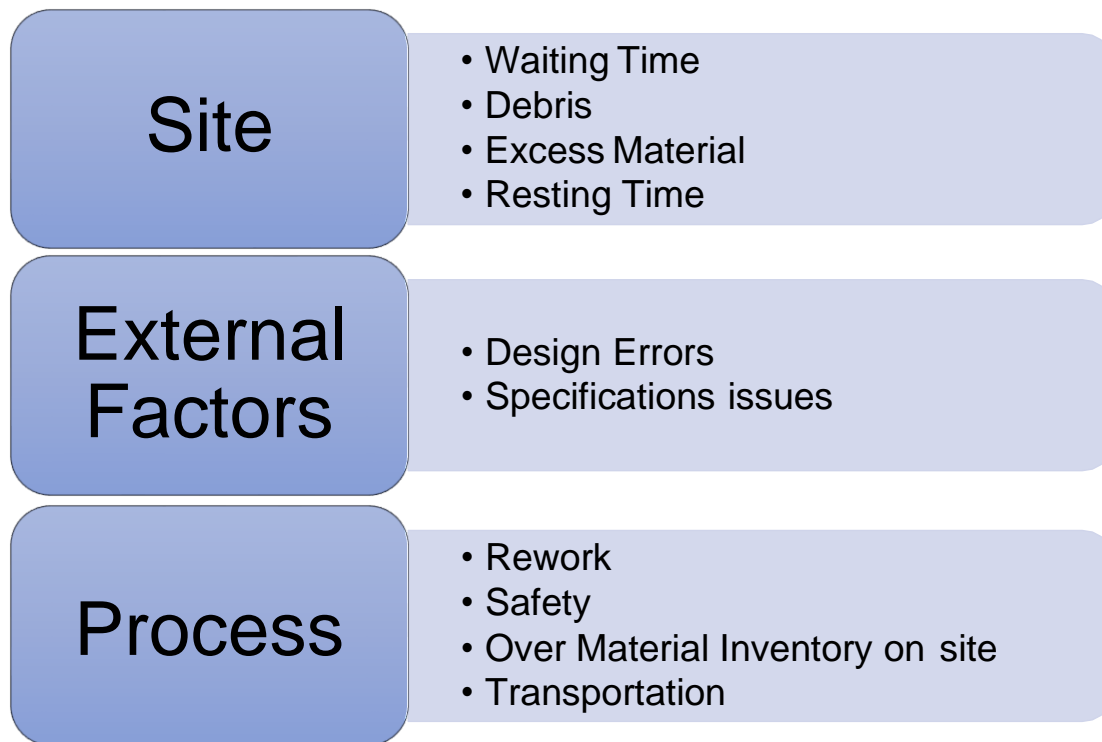 Site
• Waiting Time
• Debris
• Excess Material
• Resting Time
External
Factors
• Design Errors
• Specifications issues
Process
• Rework
• Safety
• Over Material Inventory on site
• Transportation